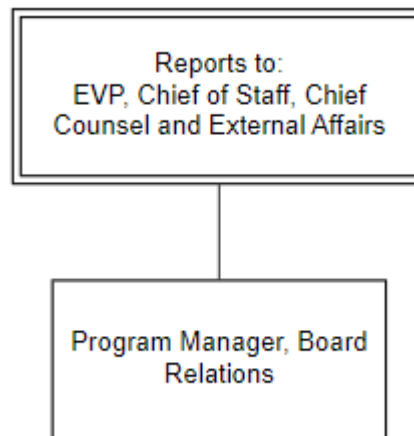 Reports to:
EVP, Chief of Staff, Chief
Counsel and External Affairs
Program Manager, Board
Relations